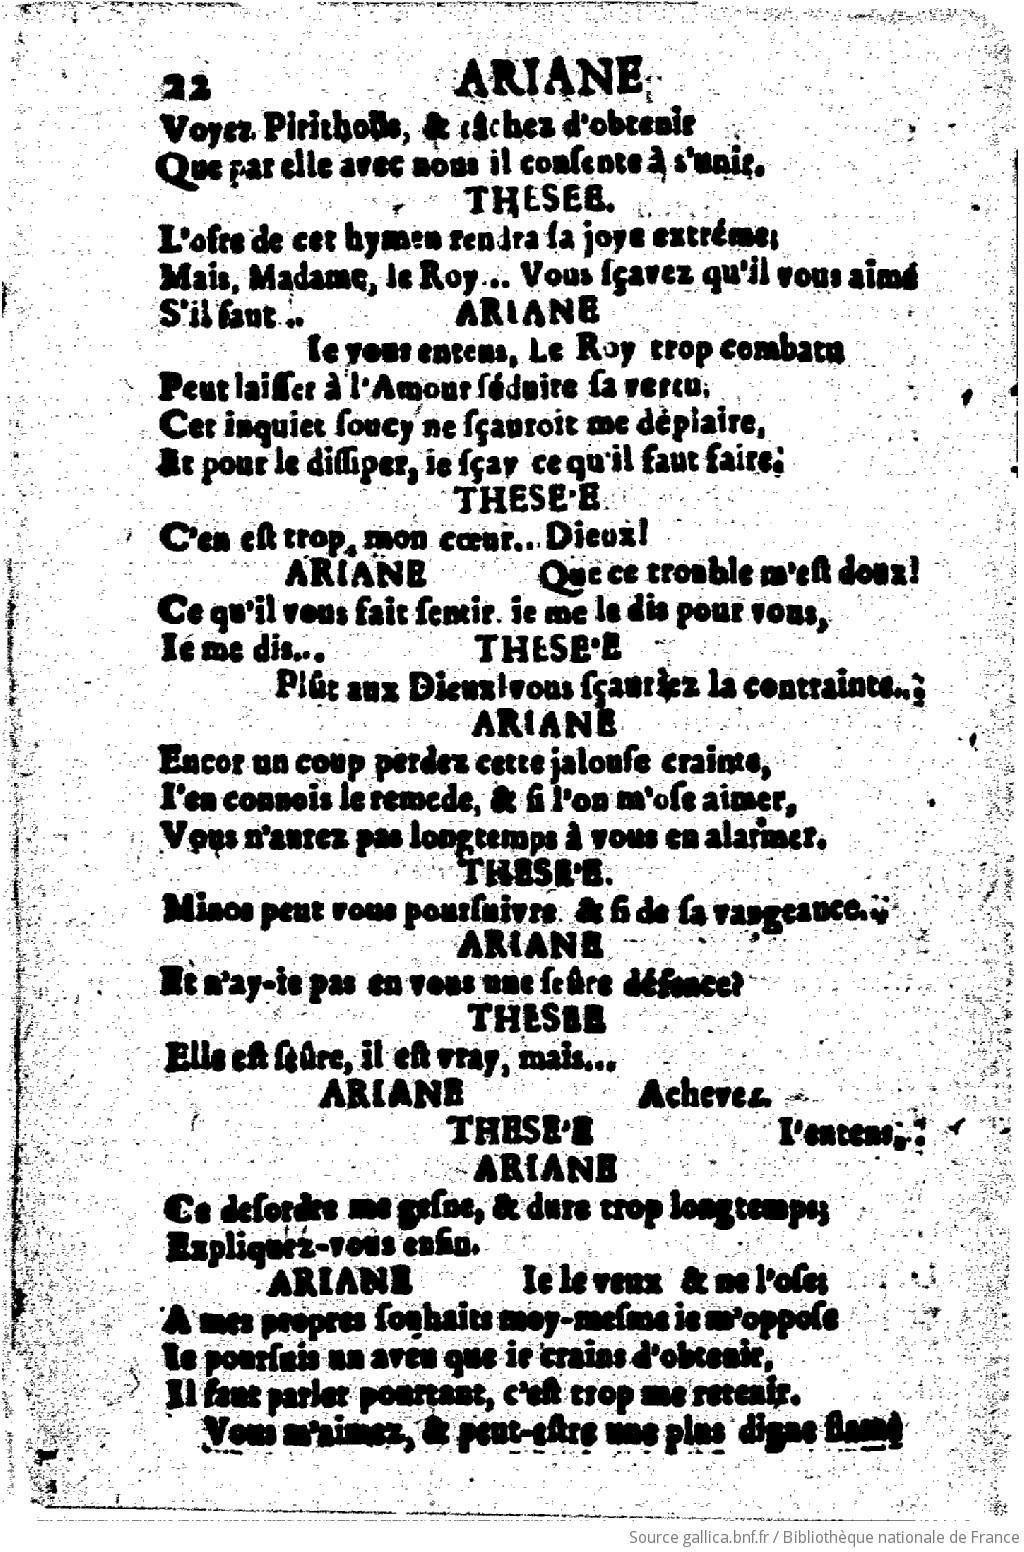 22 ARIANE
Voyez Pirithoüs, & tâchez d'obtenir
Que par elle avec nous il conſente à s'unir.
THESEE.
L'ofre de cet hymen rendra ſa joye extréme;
Mais, Madame, le Roy... Vous ſçavez qu'il vous aime
S'il faut .. ARIANE
Ie vous entens, Le Roy trop combatu
Peut laiſſer à l'Amour ſéduire ſa vertu,
Cet inquiet ſoucy ne ſçauroit me déplaire,
Et pour le diſſiper, ie ſçay ce qu'il faut faire.
THESE'E
C'en eſt trop, mon cœur... Dieux!
ARIANE Que ce trouble m'eſt doux!
Ce qu'il vous fait ſentir. ie me le dis pour vous,
Ie me dis... THESE'E
Plût aux Dieux! vous ſçauriez la contrainte...
ARIANE
Encor un coup perdez cette jalouſe crainte,
I'en connois le remede, & ſi l'on m'oſe aimer,
Vous n'aurez pas longtemps à vous en alarmer.
THESE'E.
Minos peut vous pourſuivre, & ſi de ſa vangeance...
ARIANE
Et n'ay-ie pas en vous une ſeûre défence?
THESEE
Elle eſt ſeûre, il eſt vray, mais...
ARIANE Achevez.
THESE'E I'entens...
ARIANE
Ce deſordre me geſne, & dure trop longtemps;
Expliquez-vous enfin.
ARIANE Ie le veux & ne l'oſe;
A mes propres ſouhaits moy-meſme ie m'oppoſe
Ie pourſuis un aveu que ie crains d'obtenir,
Il faut parler pourtant, c'eſt trop me retenir.
Vous m'aimez, & peut-eſtre une plus digne flame
Source gallica.bnf.fr / Bibliothèque nationale de France